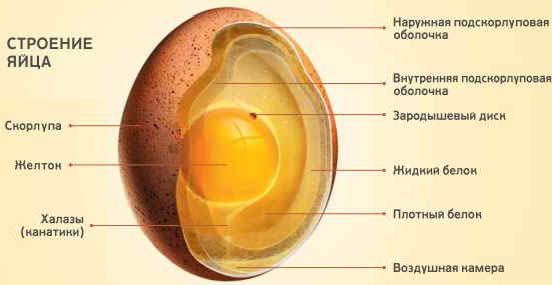 СТРОЕНИЕ
ЯЙЦА
Скорлупа
Желток
Халазы
(канатики)
Наружная подскорлуповая
оболочка
Внутренняя подскорлуповая
оболочка
Зародышевый диск
Жидкий белок
Плотный белок
Воздушная камера